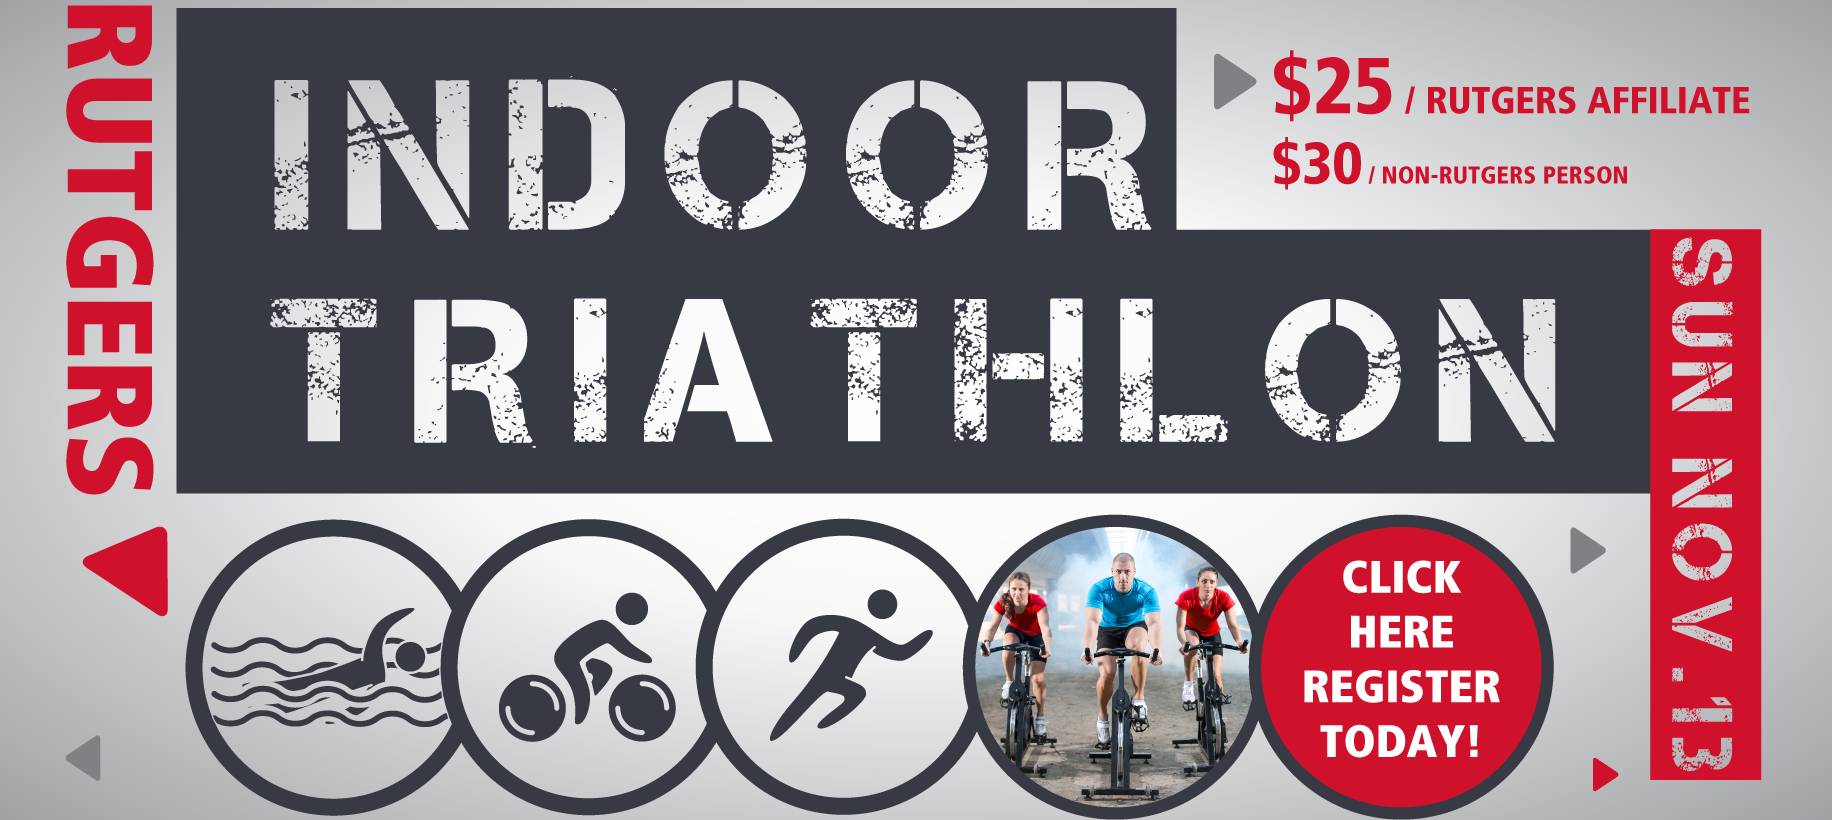 RUTGERS
INDOOR
TRIATHLON
$25 / RUTGERS AFFILIATE
$30 / NON-RUTGERS PERSON
SUN NOV.13
CLICK
HERE
REGISTER
TODAY!